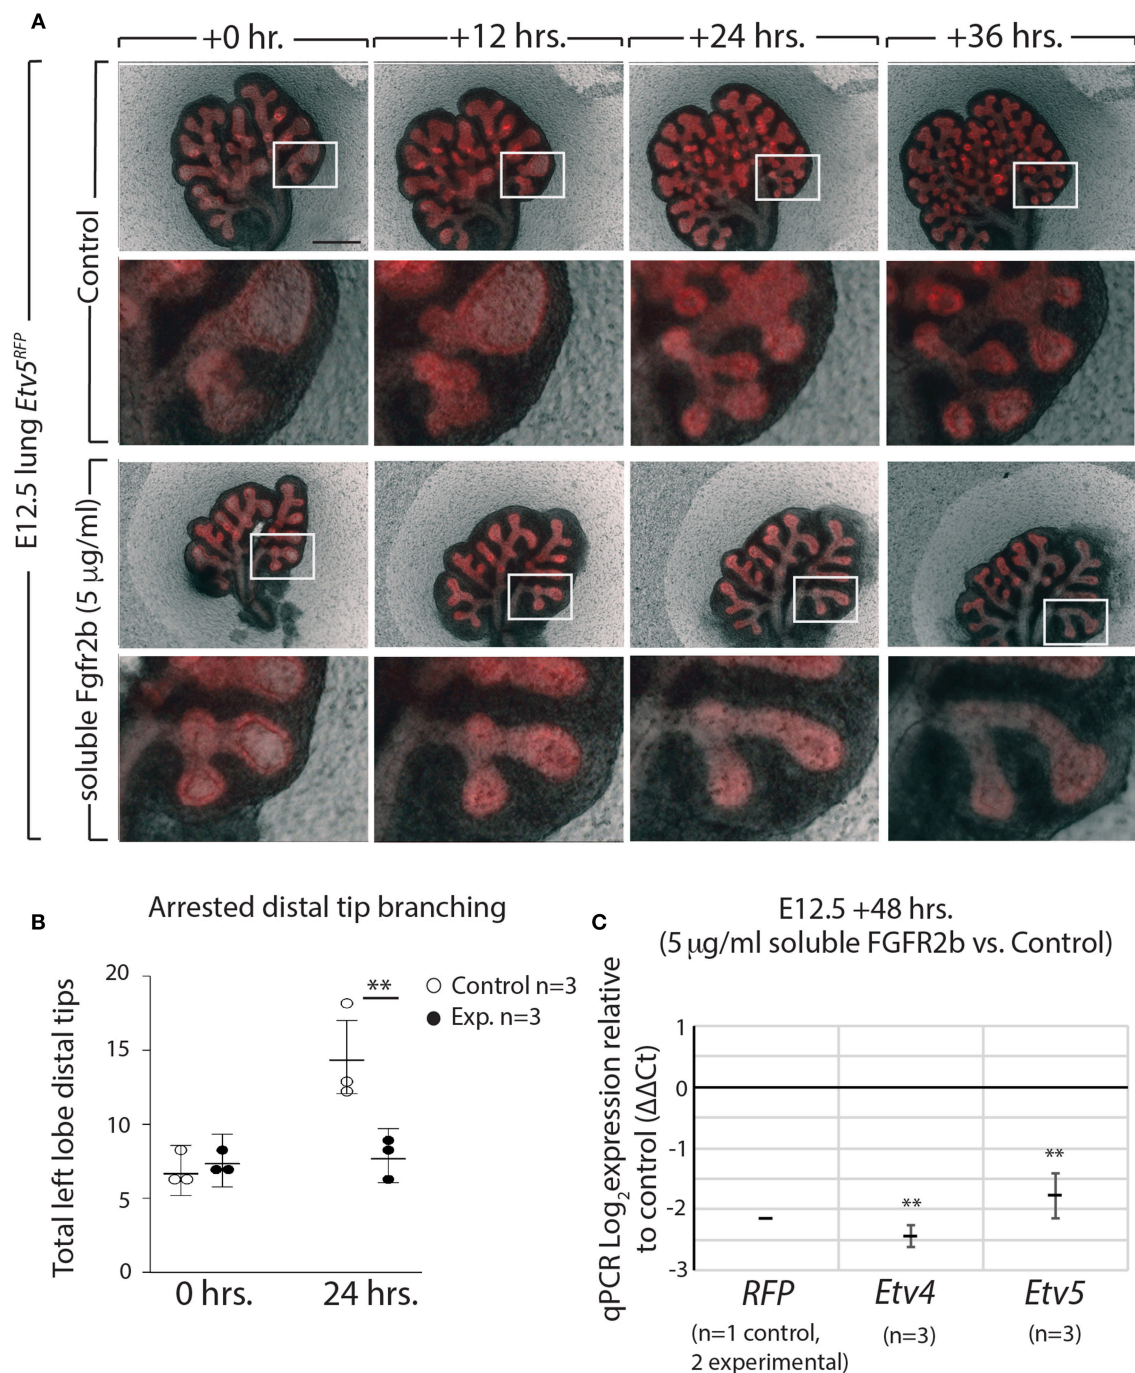 A
+0 hr.
+12 hrs.
+24 hrs.
+36 hrs.
E12.5 lung Etv5RFP
Control
soluble Fgfr2b (5 μg/ml)
B
Arrested distal tip branching
Total left lobe distal tips
20
15
10
5
0
**
Control n=3
Exp. n=3
0 hrs.
24 hrs.
C
E12.5 +48 hrs.
(5 μg/ml soluble FGFR2b vs. Control)
qPCR Log2expression relative
to control (ΔΔCt)
1
0
-1
-2
-3
**
**
RFP
Etv4
Etv5
(n=1 control,
2 experimental)
(n=3)
(n=3)